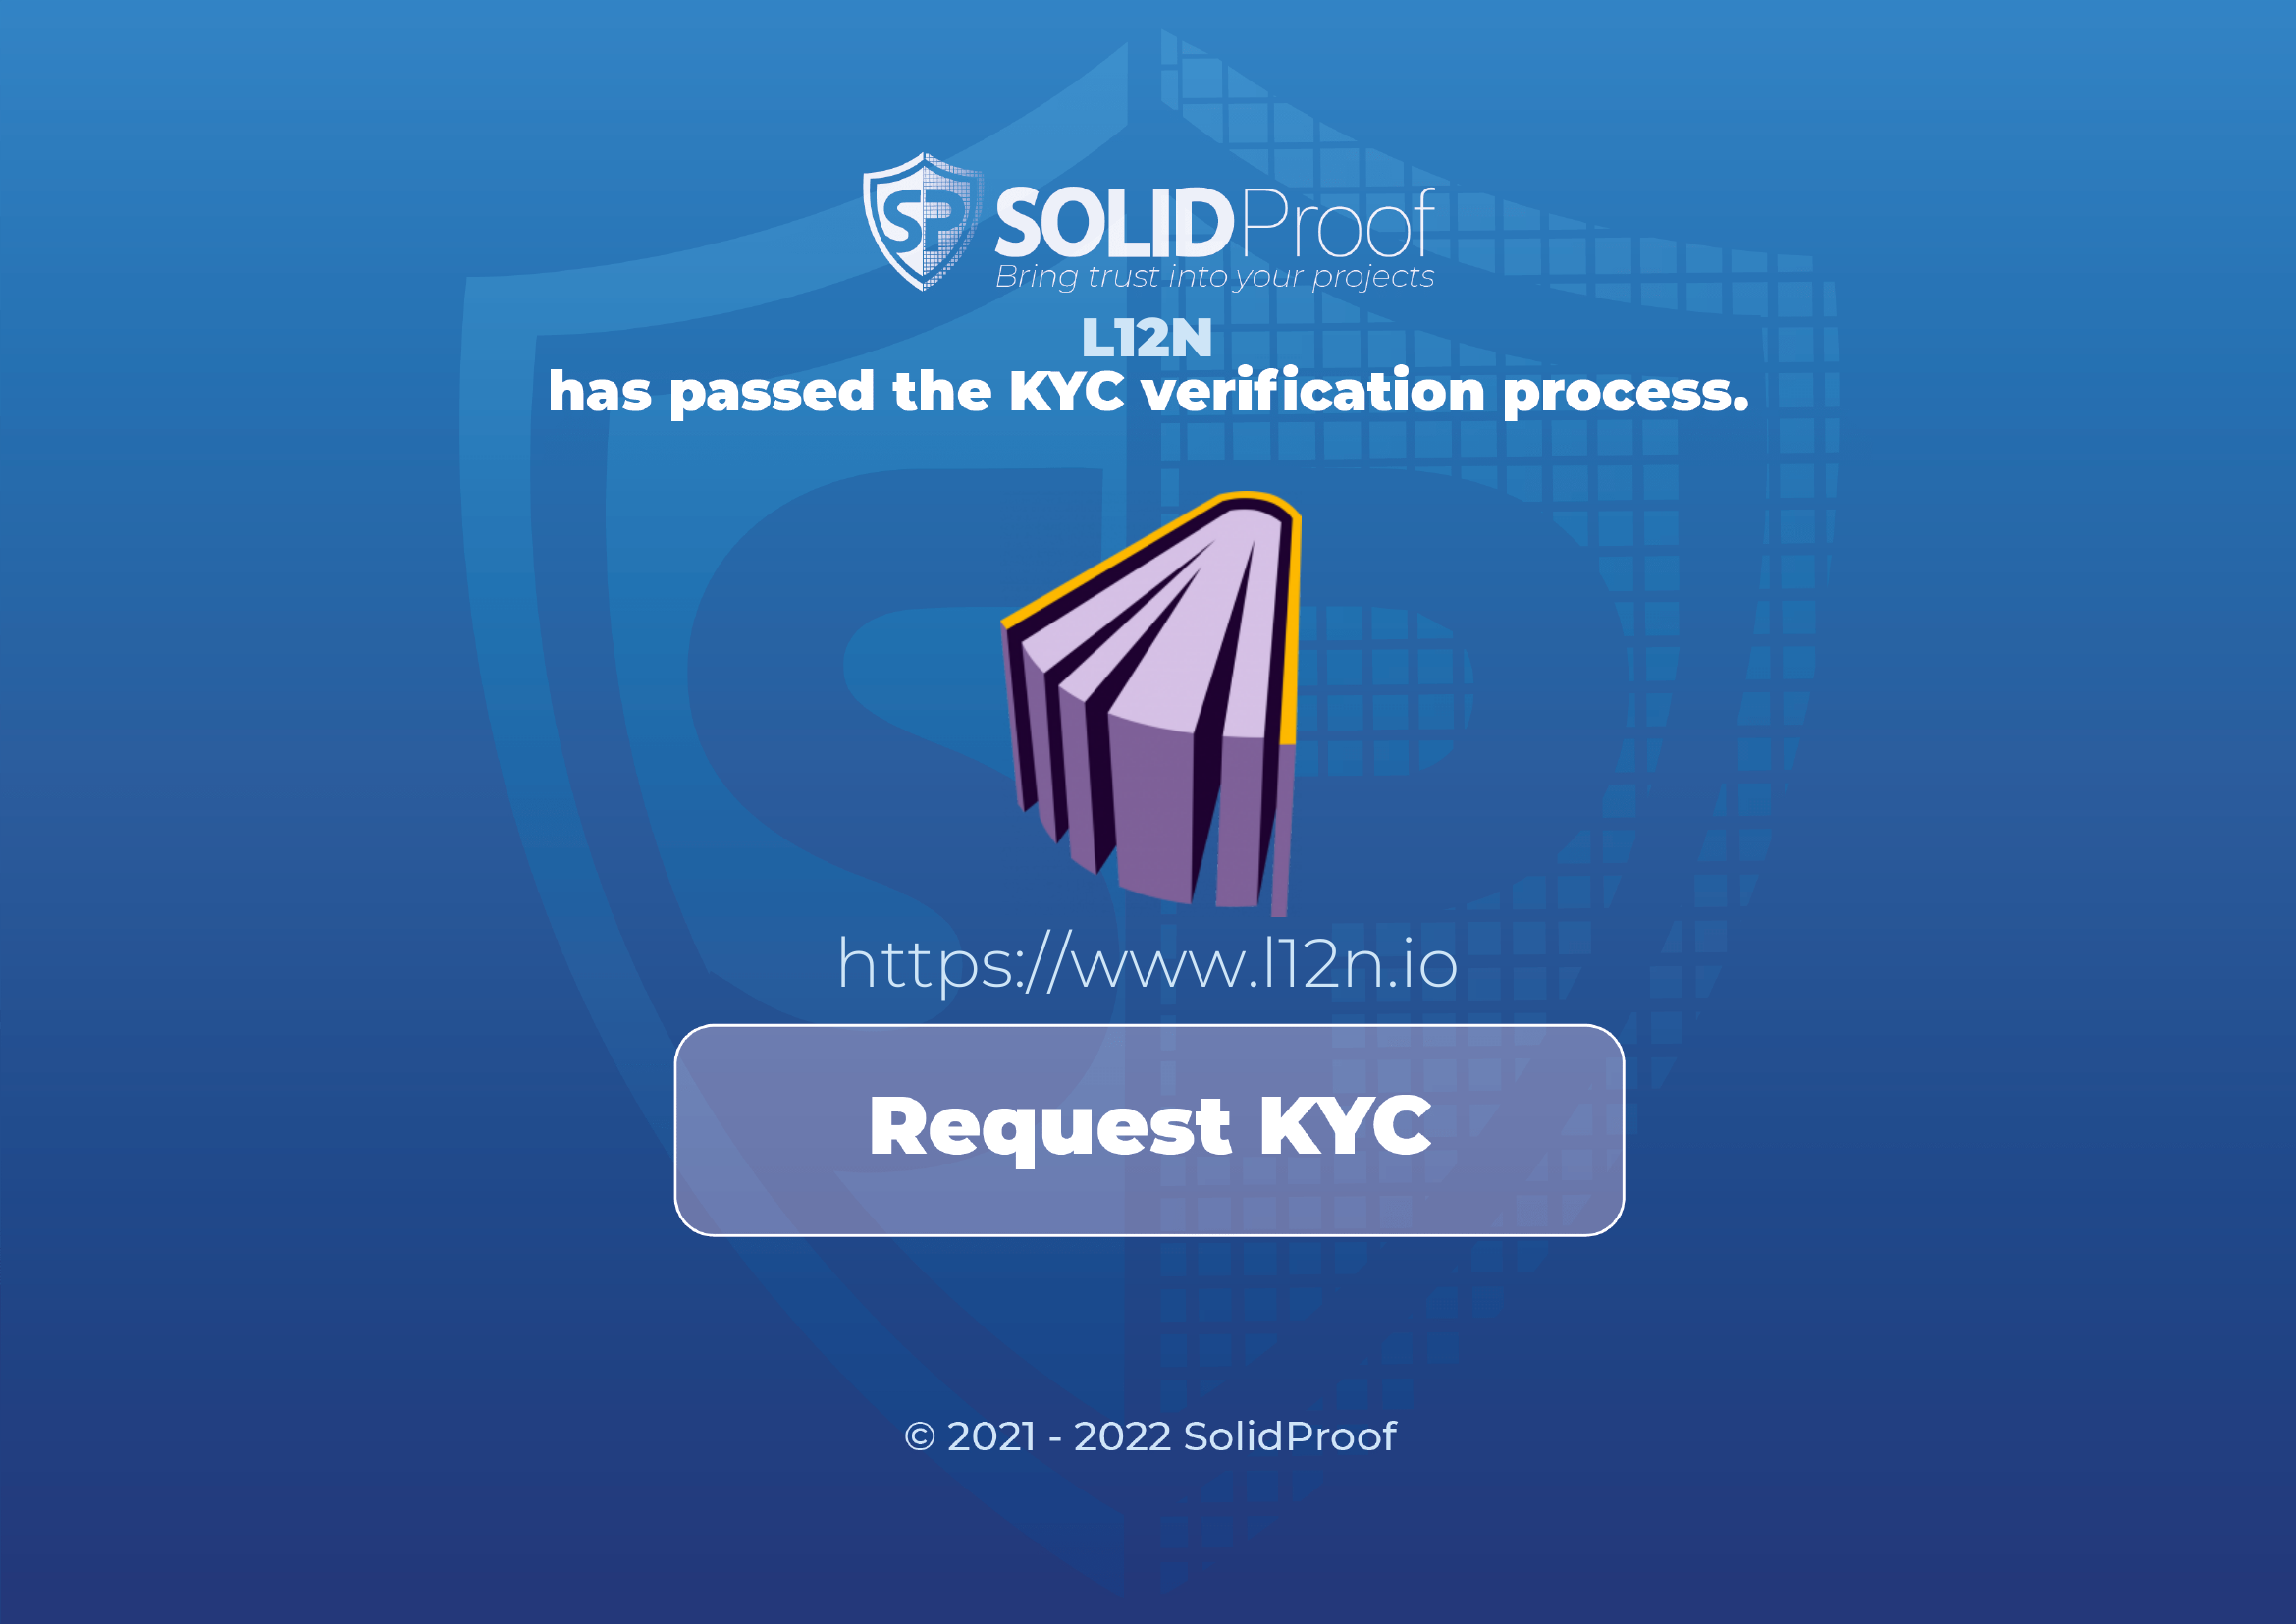 SP SOLIDProof
Bring trust into your projects
L12N
has passed the KYC verification process.
https://www.l12n.io
Request KYC
© 2021 - 2022 SolidProof